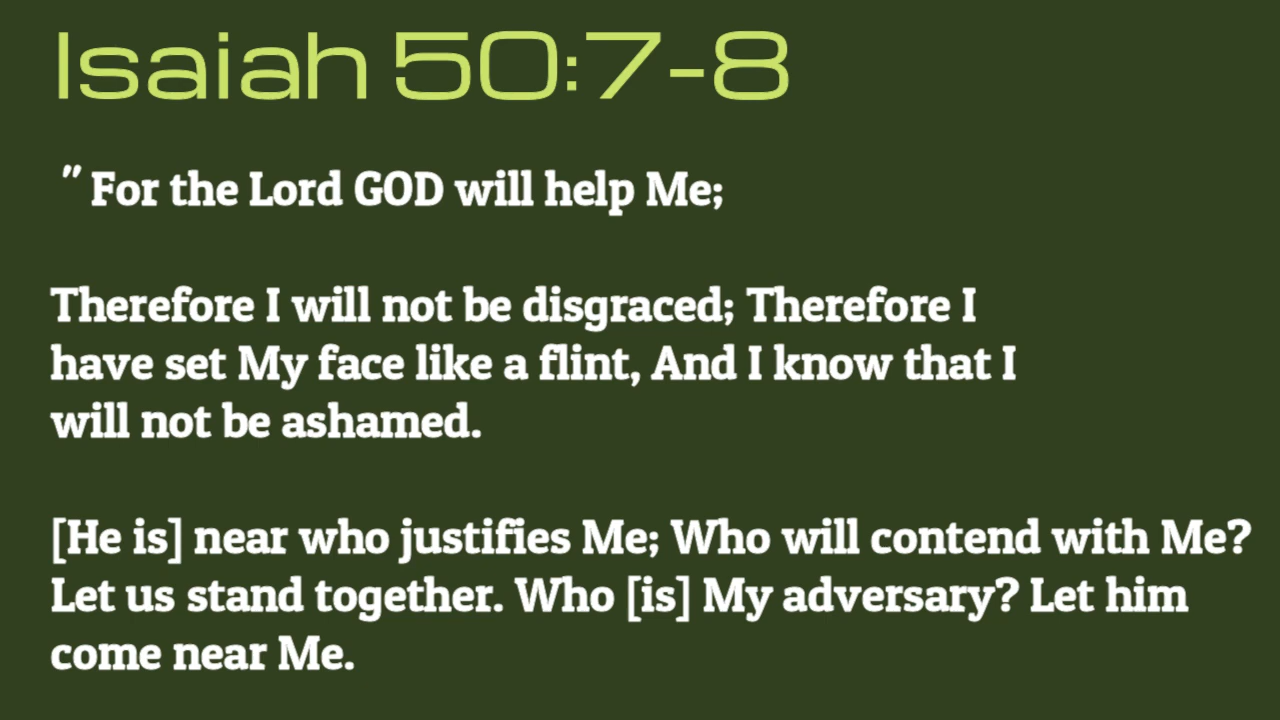 Isaiah 50:7-8
"For the Lord GOD will help Me;
Therefore I will not be disgraced; Therefore I
have set My face like a flint, And I know that I
will not be ashamed.
[He is] near who justifies Me; Who will contend with Me?
Let us stand together. Who [is] My adversary? Let him
come near Me.